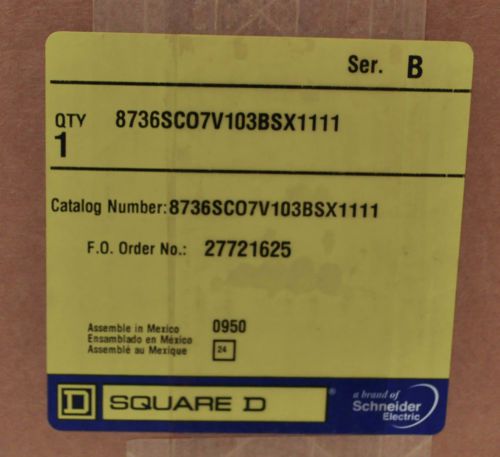 Ser. B
QTY 8736SCO7V103BSX1111
1
Catalog Number: 8736SCO7V103BSX1111
F.O. Order No.: 27721625
Assemble in Mexico 0950
Ensamblado en México
Assemblé au Mexique 24
D SQUARE D
a brand of
Schneider
Electric